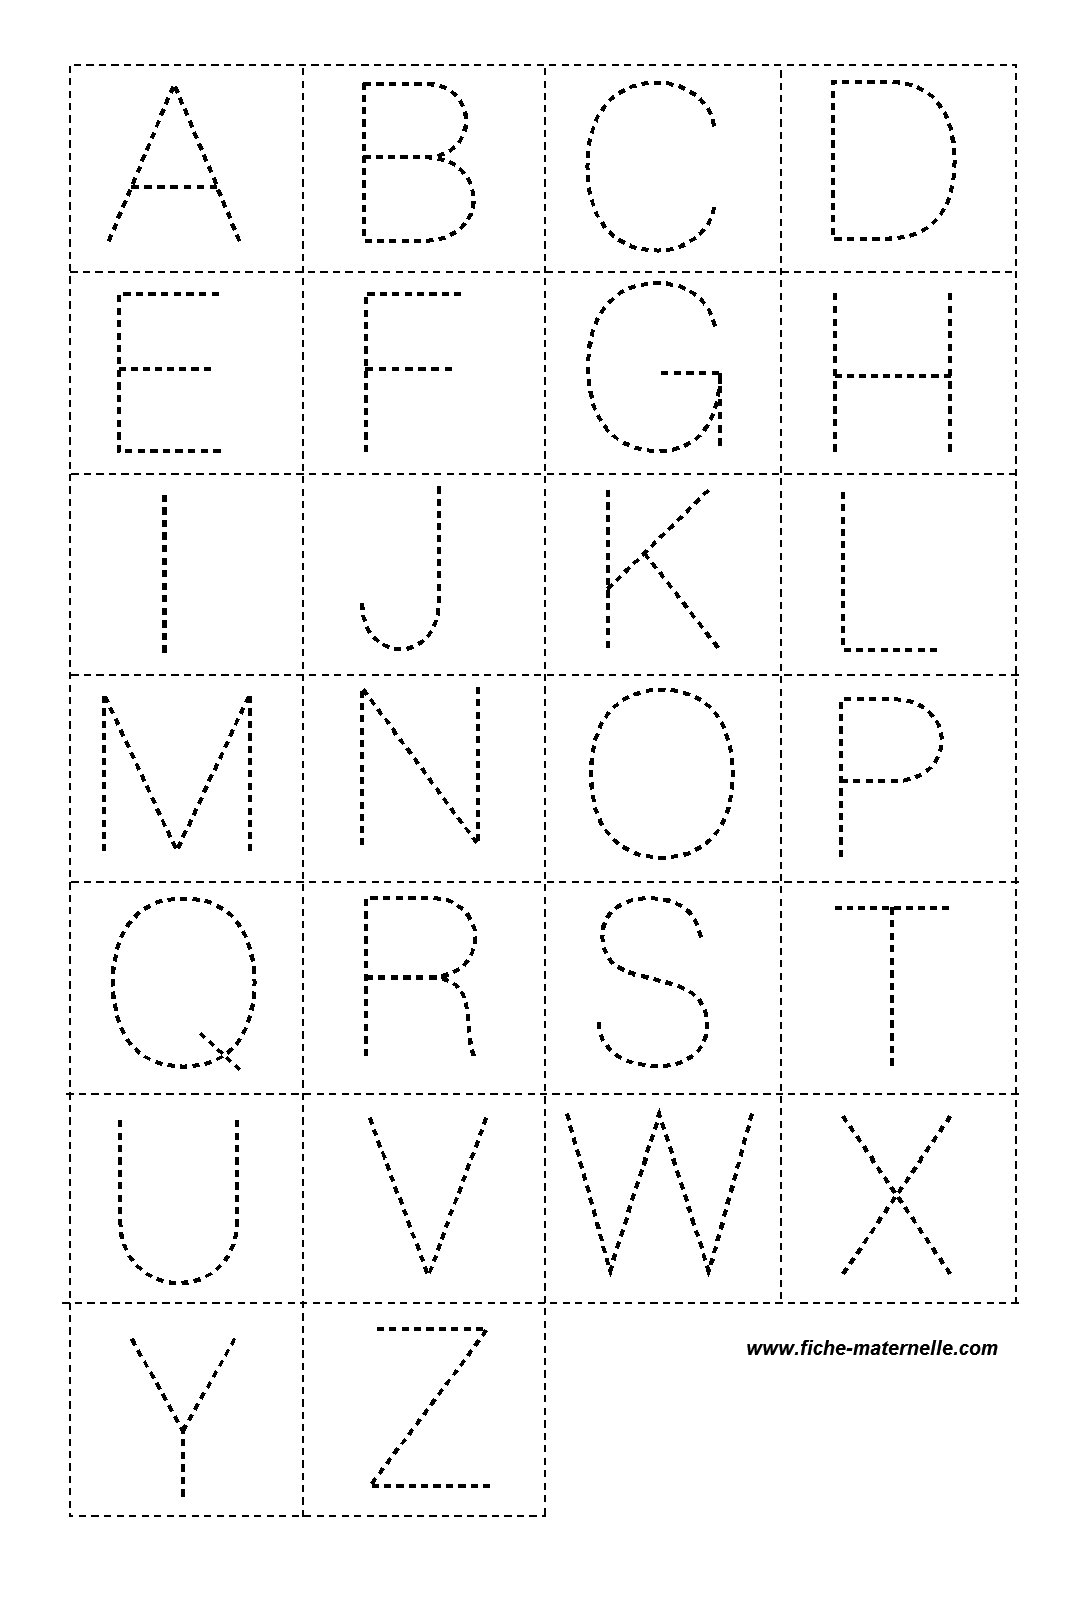 A B C D
E F G H
I J K L
M N O P
Q R S T
U V W X
Y Z
www.fiche-maternelle.com